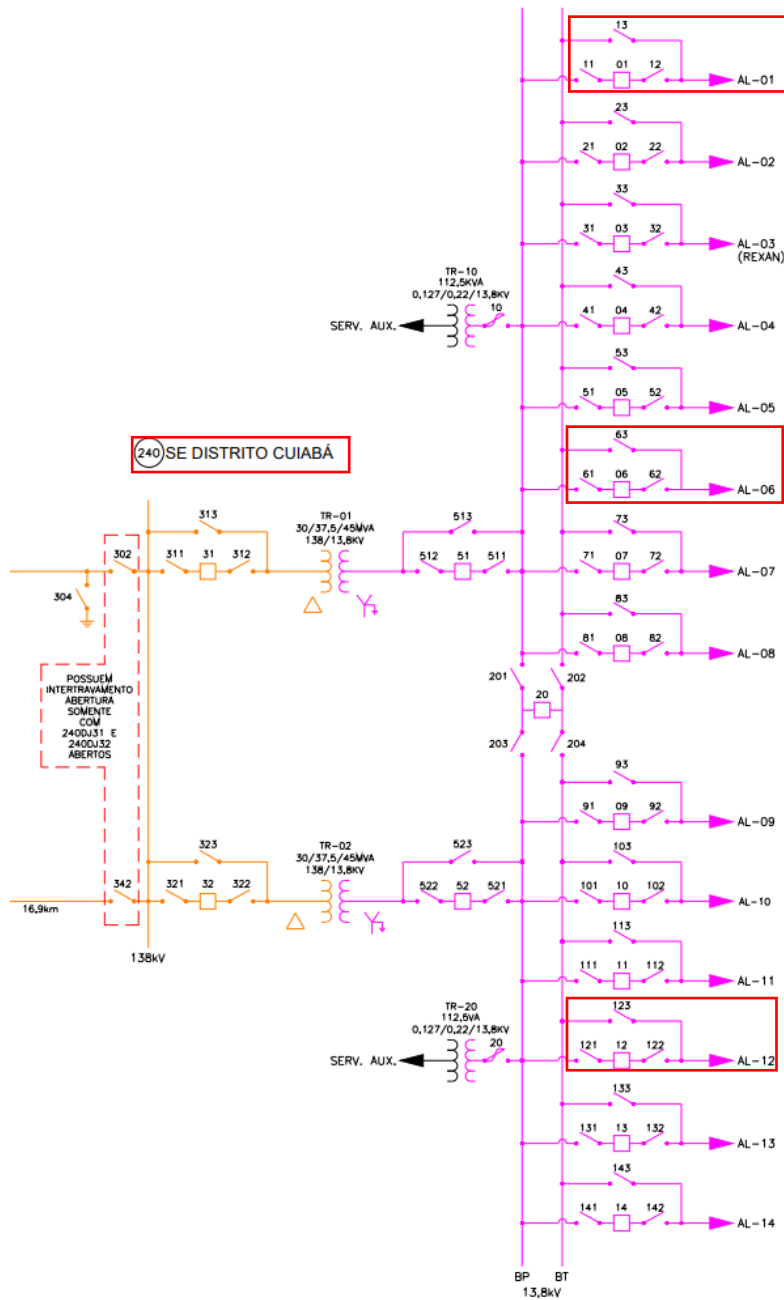 13
11 01 12
AL-01
23
21 02 22
AL-02
33
31 03 32
AL-03
(REXAN)
TR-10
112,5KVA
0,127/0,22/13,8KV
10
SERV. AUX.
43
41 04 42
AL-04
53
51 05 52
AL-05
240 SE DISTRITO CUIABÁ
63
61 06 62
AL-06
313
302 311 31 312
304
TR-01
30/37,5/45MVA
138/13,8KV
513
512 51 511
73
71 07 72
AL-07
83
81 08 82
AL-08
POSSUEM
INTERTRAVAMENTO
ABERTURA
SOMENTE
COM
240DJ31 E
240DJ32
ABERTOS
201 202
20
203 204
93
91 09 92
AL-09
323
342 321 32 322
16,9km
138kV
TR-02
30/37,5/45MVA
138/13,8KV
523
522 52 521
103
101 10 102
AL-10
113
111 11 112
AL-11
TR-20
112,5VA
0,127/0,22/13,8KV
20
SERV. AUX.
123
121 12 122
AL-12
133
131 13 132
AL-13
143
141 14 142
AL-14
BP BT
13,8kV